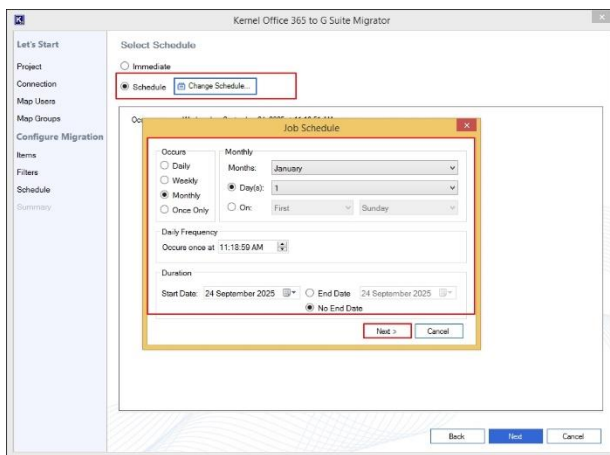 Kernel Office 365 to G Suite Migrator
Let's Start
Project
Connection
Map Users
Map Groups
Configure Migration
Items
Filters
Schedule
Summary
Select Schedule
Immediate
Schedule Change Schedule...
Job Schedule
Occurs
Daily
Weekly
Monthly
Once Only
Monthly
Months: January
Day(s): 1
On: First Sunday
Daily Frequency
Occurs once at 11:18:59 AM
Duration
Start Date: 24 September 2025 End Date 24 September 2025
No End Date
Next > Cancel
Back Next Cancel